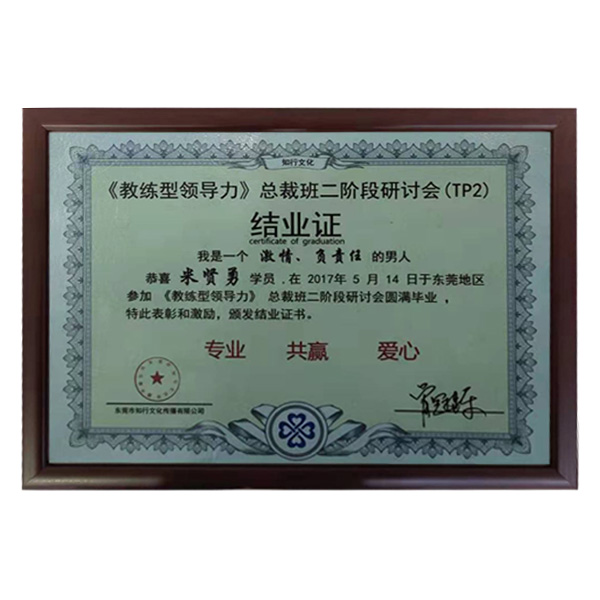 知行文化
《教练型领导力》总裁班二阶段研讨会(TP2)
结业证
certificate of graduation
我是一个 激情、负责任 的男人
恭喜 米贤勇 学员,在2017年5月14日于东莞地区
参加《教练型领导力》总裁班二阶段研讨会圆满毕业,
特此表彰和激励,颁发结业证书。
专业 共赢 爱心
东莞市知行文化传播有限公司